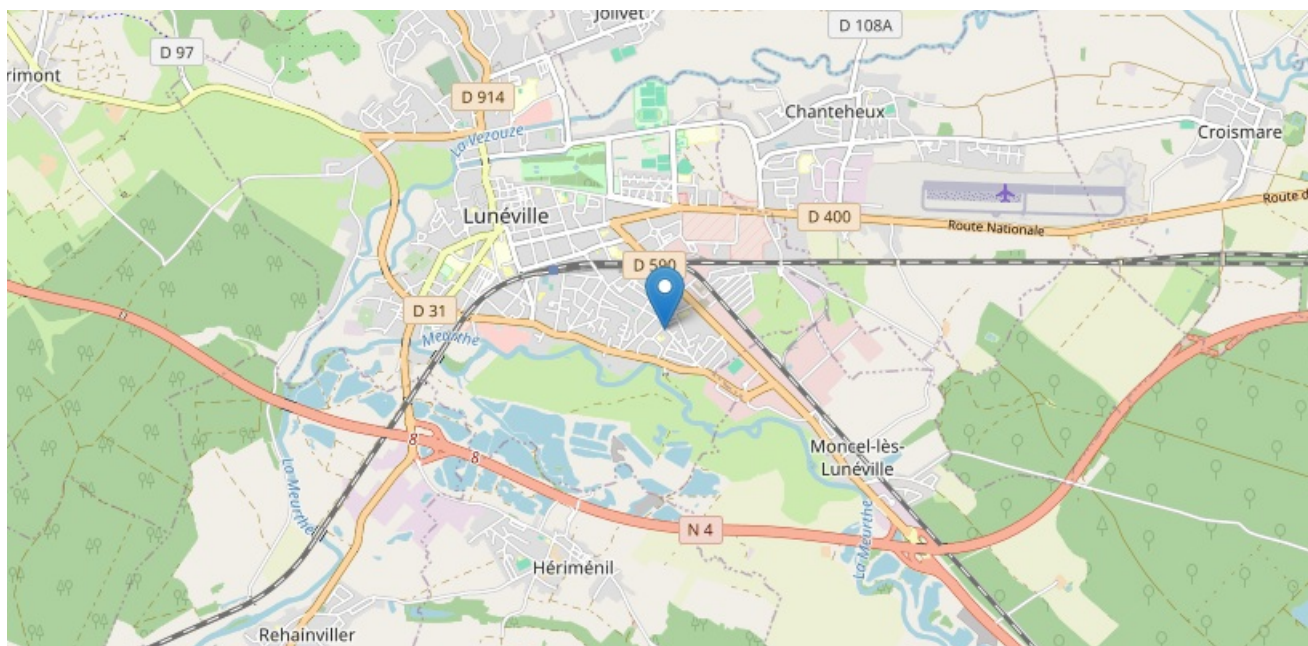 Jolivet
D 108A
D 97
rimont
D 914
Chanteheux
Croismare
La Vezouze
Lunéville
D 400
Route d
Route Nationale
D 590
D 31
Meurthe
8
8
Moncel-lès-
Lunéville
La Meurthe
N 4
La Meurthe
Hériménil
Rehainviller